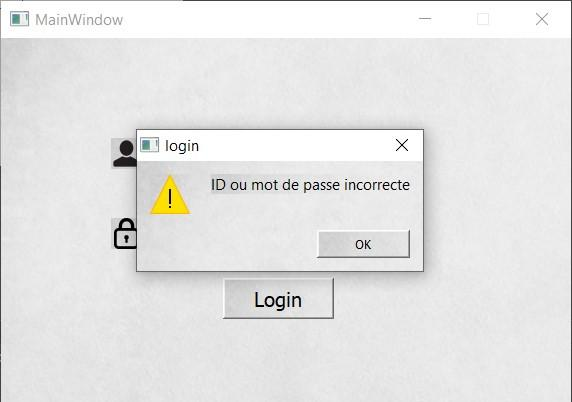 MainWindow
login
ID ou mot de passe incorrecte
OK
Login